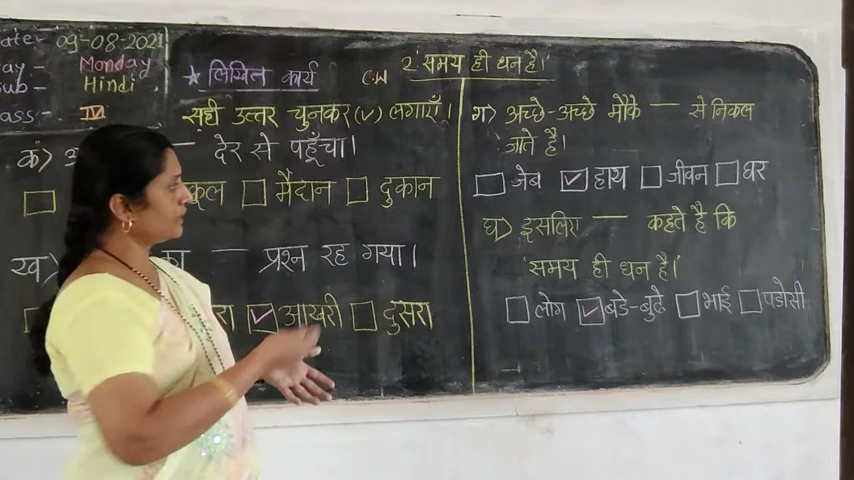 ate:- 09-08-2021
ay:- Monday
ub:- Hindi
ass:- IV
2 समय ही धन है।
★ लिखित कार्य C.W
सही उत्तर चुनकर (✓) लगाएँ।
क> — देर से पहूँचा।
कूल मैदान दुकान
ख> का — प्रश्न रह गया।
रा ✓ आखरी दुसरा
ग> अच्छे-अच्छे मौके — से निकल
जाते है।
जेब ✓ हाथ जीवन घर
घ> इसलिए — कहते है कि
'समय ही धन है।'
लोग ✓ बडे-बुढे भाई पडोसी